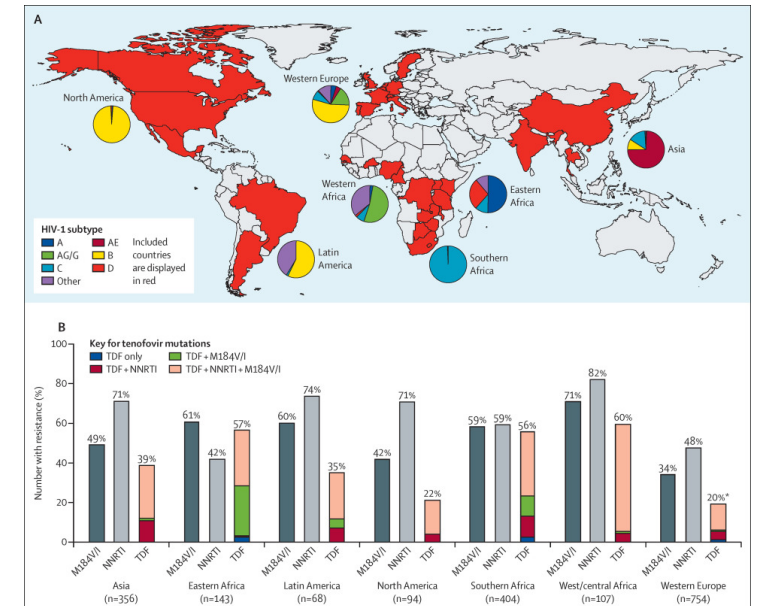 A
North America
Western Europe
Asia
Western
Africa
Eastern
Africa
Latin
America
Southern
Africa
HIV-1 subtype
A
AE
Included
AG/G
B
countries
C
D
are displayed
Other
in red
B
Key for tenofovir mutations
TDF only
TDF + M184V/I
TDF + NNRTI
TDF + NNRTI + M184V/I
Number with resistance (%)
100
80
60
40
20
0
49%
71%
39%
61%
42%
57%
60%
74%
35%
42%
71%
22%
59%
59%
56%
71%
82%
60%
34%
48%
20%*
M184V/I
NNRTI
TDF
M184V/I
NNRTI
TDF
M184V/I
NNRTI
TDF
M184V/I
NNRTI
TDF
M184V/I
NNRTI
TDF
M184V/I
NNRTI
TDF
M184V/I
NNRTI
TDF
Asia
(n=356)
Eastern Africa
(n=143)
Latin America
(n=68)
North America
(n=94)
Southern Africa
(n=404)
West/central Africa
(n=107)
Western Europe
(n=754)